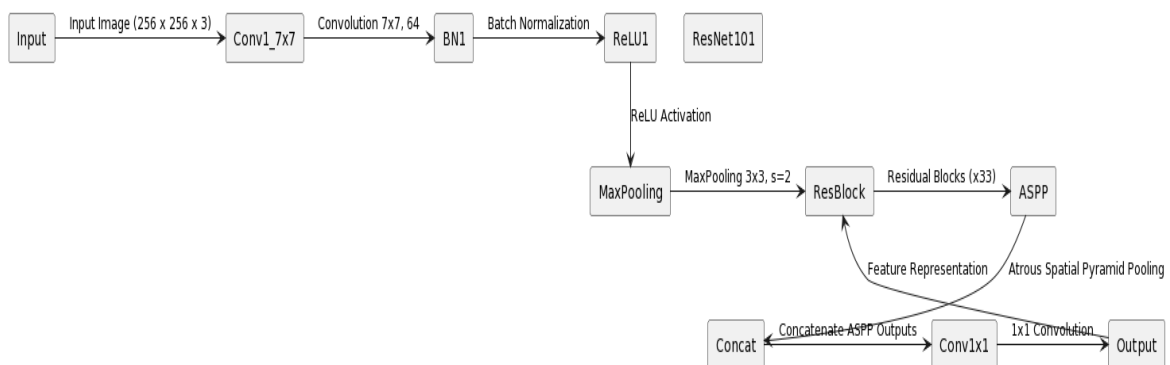 Input
Input Image (256 x 256 x 3)
Conv1_7x7
Convolution 7x7, 64
BN1
Batch Normalization
ReLU1
ResNet101
ReLU Activation
MaxPooling
MaxPooling 3x3, s=2
ResBlock
Residual Blocks (x33)
ASPP
Feature Representation
Atrous Spatial Pyramid Pooling
Concat
Concatenate ASPP Outputs
Conv1x1
1x1 Convolution
Output